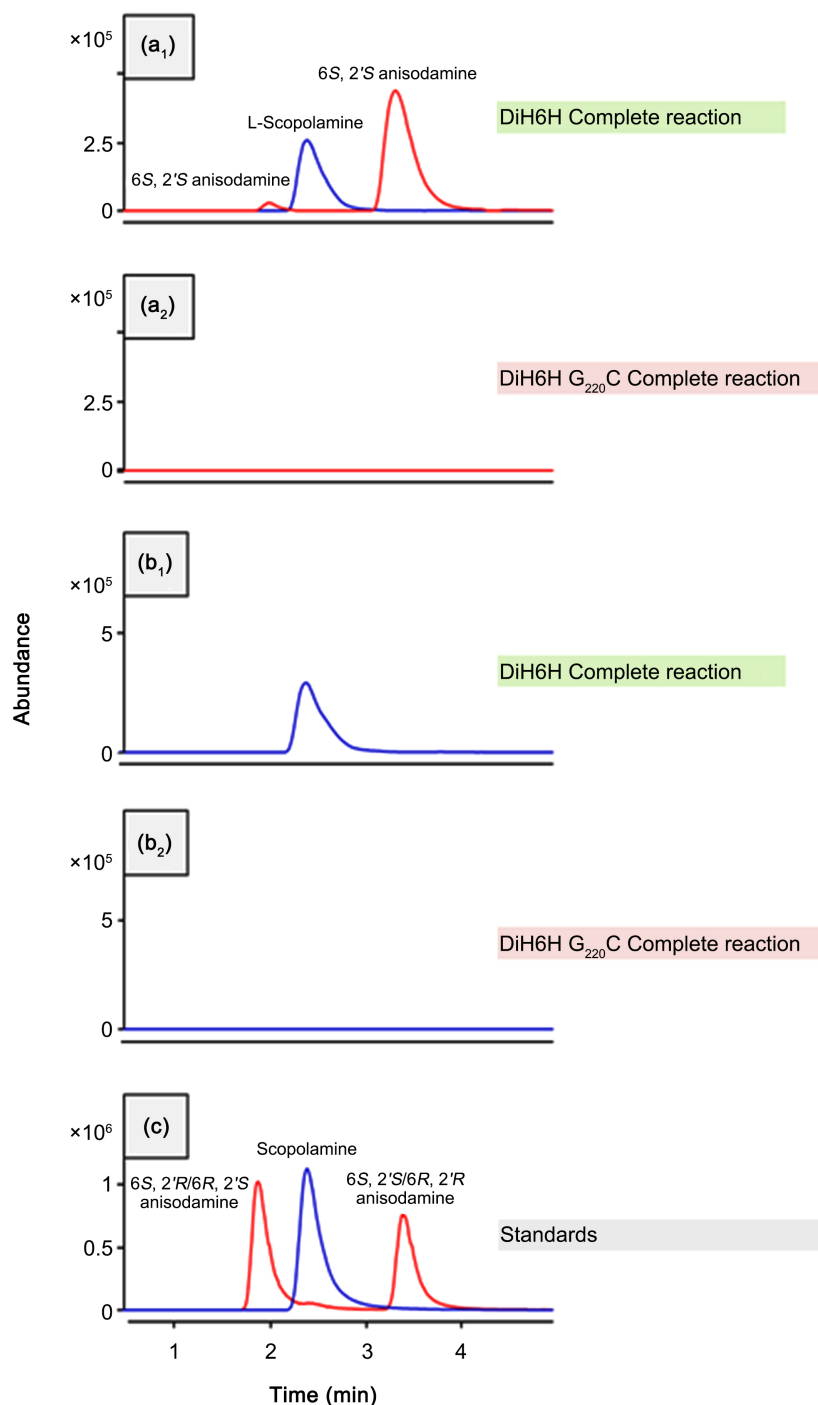 ×10⁵
(a₁)
6S, 2'S anisodamine
L-Scopolamine
DiH6H Complete reaction
2.5
6S, 2'S anisodamine
0
×10⁵
(a₂)
DiH6H G₂₂₀C Complete reaction
2.5
0
(b₁)
×10⁵
5
DiH6H Complete reaction
0
Abundance
(b₂)
×10⁵
5
DiH6H G₂₂₀C Complete reaction
0
(c)
×10⁶
Scopolamine
6S, 2'R/6R, 2'S
anisodamine
6S, 2'S/6R, 2'R
anisodamine
1
Standards
0.5
0
1 2 3 4
Time (min)